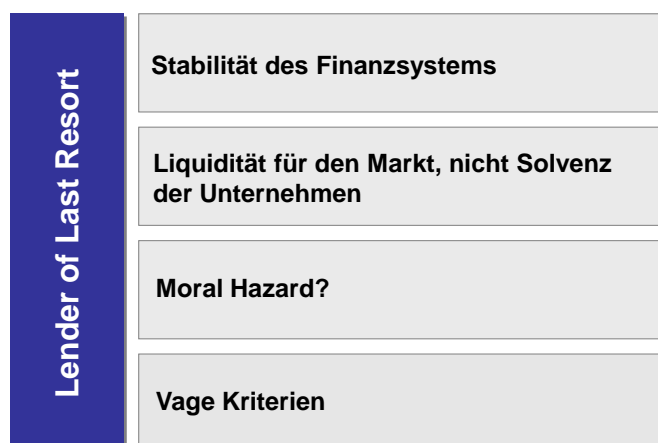 Lender of Last Resort
Stabilität des Finanzsystems
Liquidität für den Markt, nicht Solvenz
der Unternehmen
Moral Hazard?
Vage Kriterien